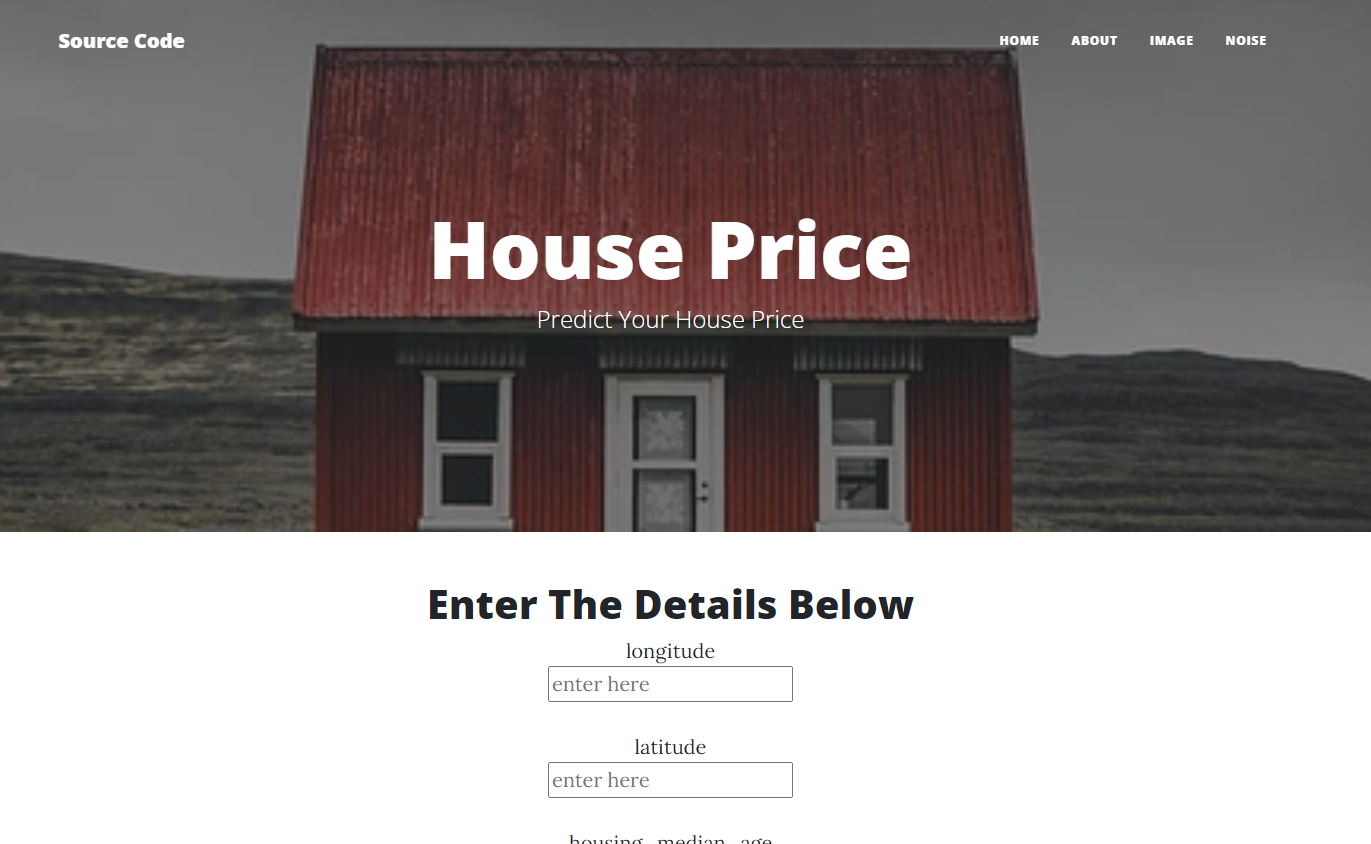 Source Code
HOME ABOUT IMAGE NOISE
House Price
Predict Your House Price
Enter The Details Below
longitude
enter here
latitude
enter here
housing_median_age